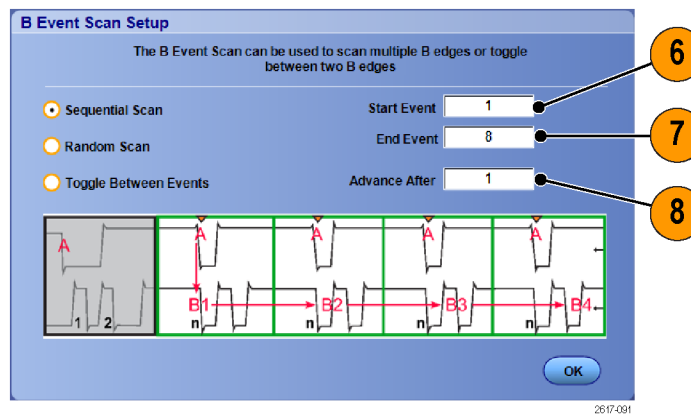 B Event Scan Setup
The B Event Scan can be used to scan multiple B edges or toggle
between two B edges
Sequential Scan
Start Event 1
6
Random Scan
End Event 8
7
Toggle Between Events
Advance After 1
8
A A A A A
B1 B2 B3 B4
1 2 n n n n
OK
2617-091